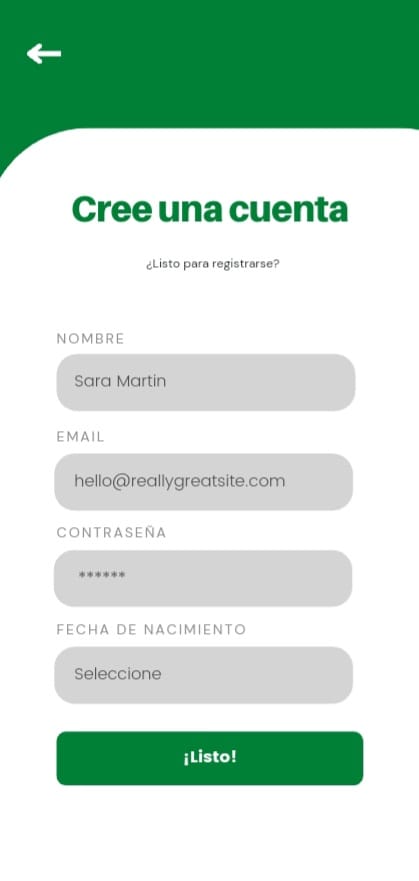 Cree una cuenta
¿Listo para registrarse?
NOMBRE
Sara Martin
EMAIL
hello@reallygreatsite.com
CONTRASEÑA
******
FECHA DE NACIMIENTO
Seleccione
¡Listo!